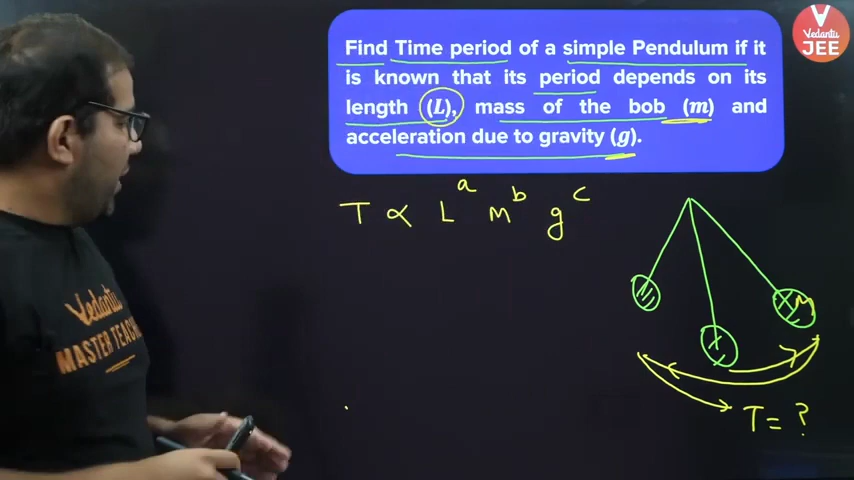 Find Time period of a simple Pendulum if it
is known that its period depends on its
length (L), mass of the bob (m) and
acceleration due to gravity (g).
Vedantu
JEE
T ∝ L^a m^b g^c
m
T = ?
Vedantu
MASTER TEACHER